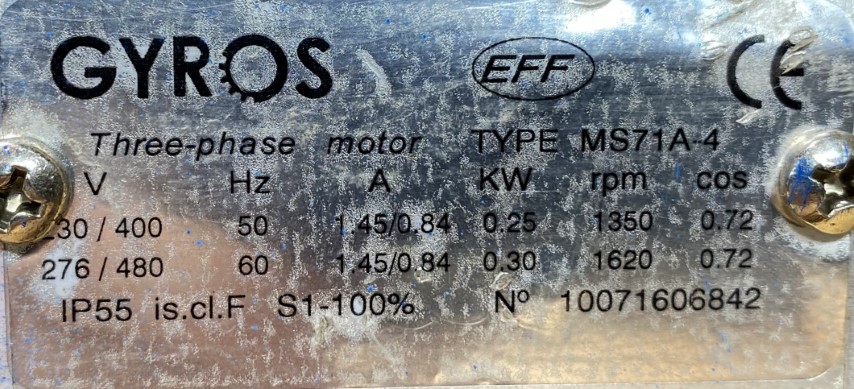 GYROS EFF CE
Three-phase motor TYPE MS71A-4
V Hz A KW rpm cos
230 / 400 50 1.45/0.84 0.25 1350 0.72
276 / 480 60 1.45/0.84 0.30 1620 0.72
IP55 is.cl.F S1-100% Nº 10071606842